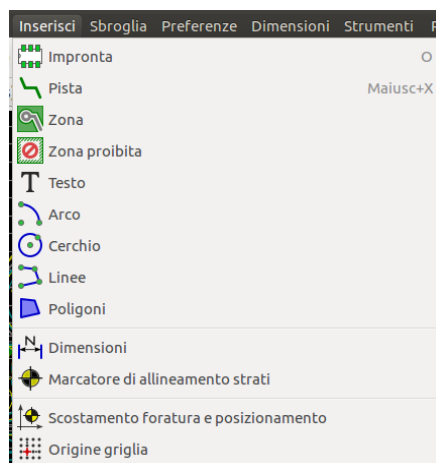 Inserisci Sbroglia Preferenze Dimensioni Strumenti
Impronta O
Pista Maiusc+X
Zona
Zona proibita
Testo
Arco
Cerchio
Linee
Poligoni
N Dimensioni
Marcatore di allineamento strati
Scostamento foratura e posizionamento
Origine griglia